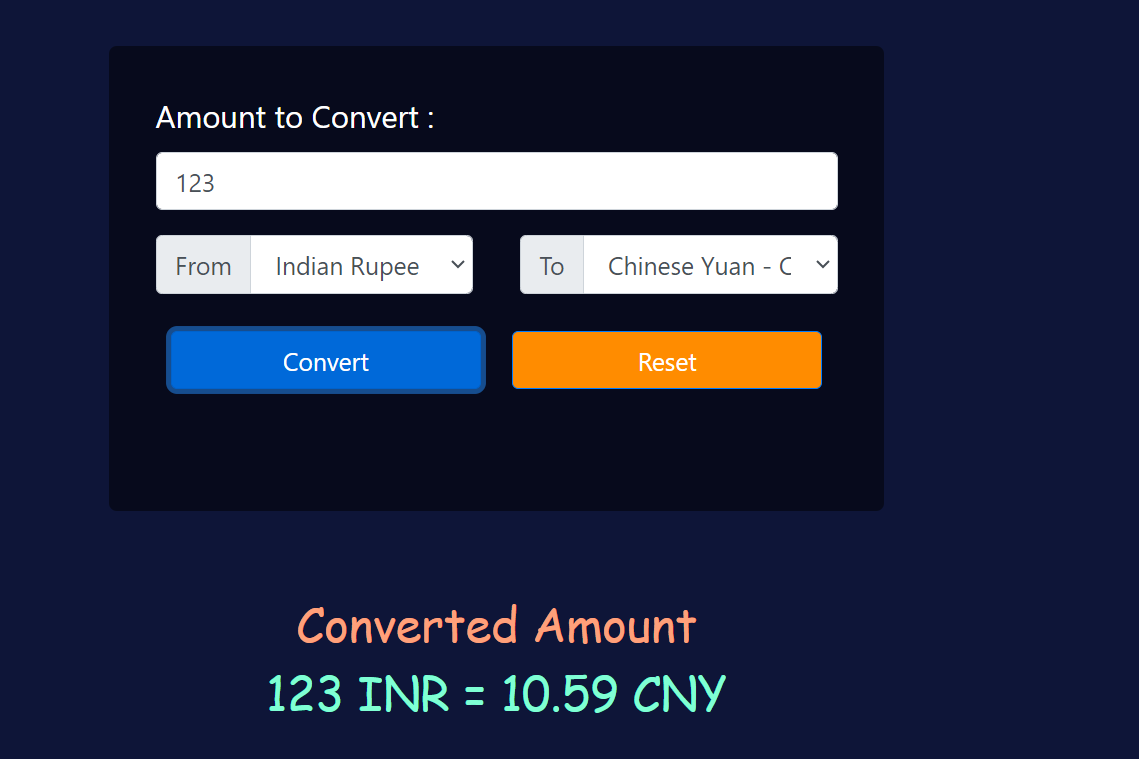 Amount to Convert :
123
From Indian Rupee To Chinese Yuan - C
Convert Reset
Converted Amount
123 INR = 10.59 CNY